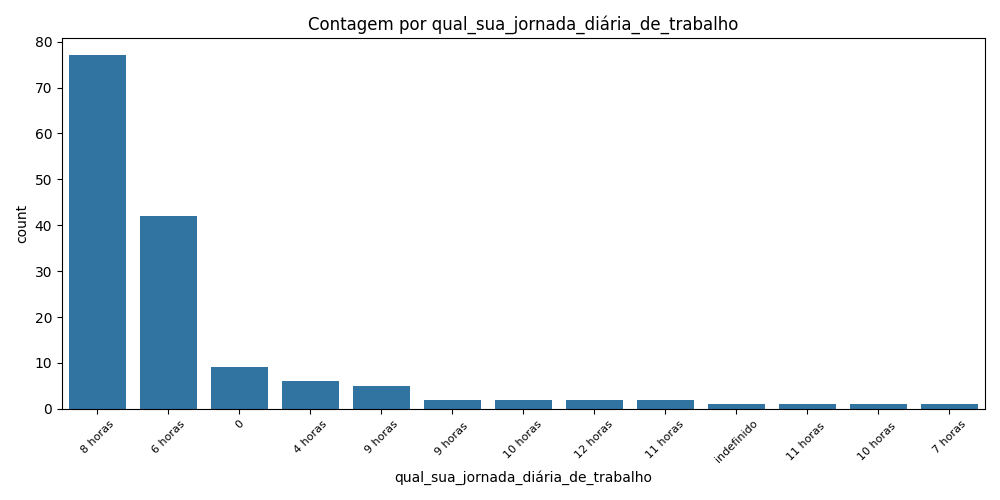 Contagem por qual_sua_jornada_diária_de_trabalho
count
80
70
60
50
40
30
20
10
0
8 horas
6 horas
0
4 horas
9 horas
9 horas
10 horas
12 horas
11 horas
indefinido
11 horas
10 horas
7 horas
qual_sua_jornada_diária_de_trabalho